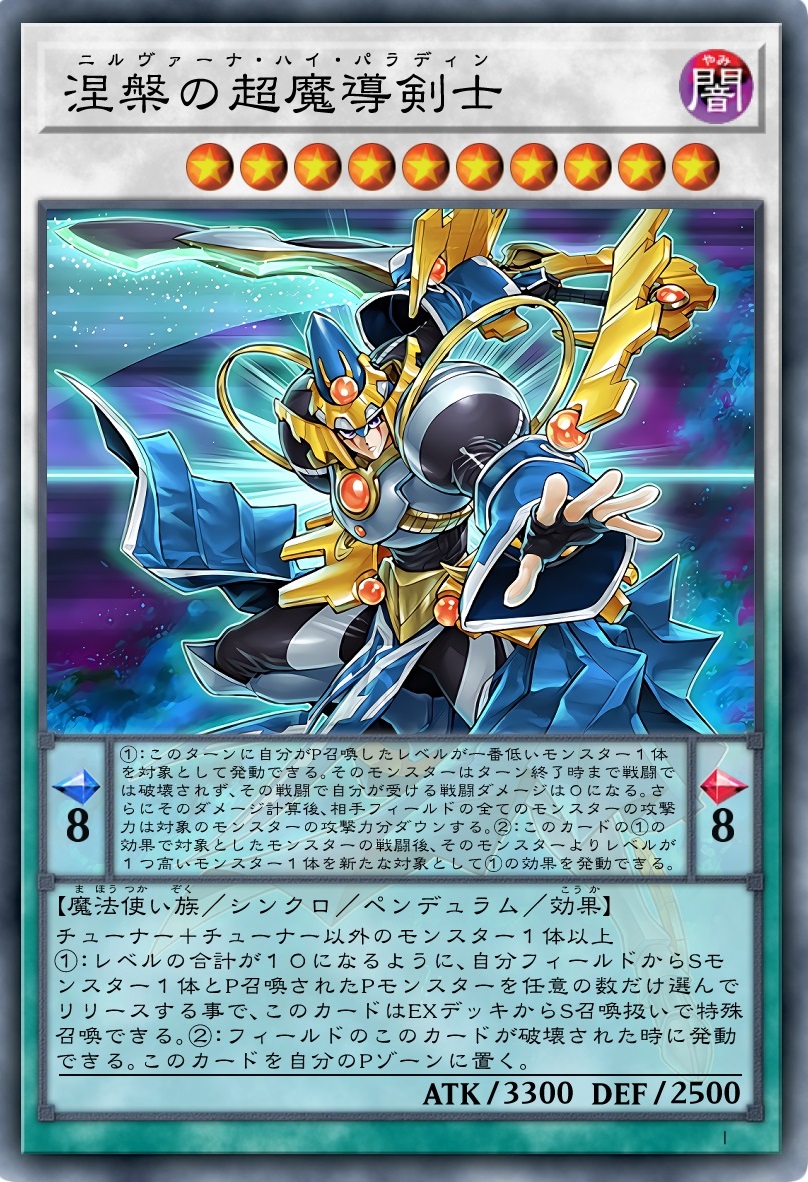 ニルヴァーナ・ハイ・パラディン
涅槃の超魔導剣士
やみ
闇
①：このターンに自分がP召喚したレベルが一番低いモンスター１体
を対象として発動できる。そのモンスターはターン終了時まで戦闘で
は破壊されず、その戦闘で自分が受ける戦闘ダメージは０になる。さ
らにそのダメージ計算後、相手フィールドの全てのモンスターの攻撃
力は対象のモンスターの攻撃力分ダウンする。②：このカードの①の
効果で対象としたモンスターの戦闘後、そのモンスターよりレベルが
１つ高いモンスター１体を新たな対象として①の効果を発動できる。
8
8
まほうつか ぞく こうか
【魔法使い族／シンクロ／ペンデュラム／効果】
チューナー＋チューナー以外のモンスター１体以上
①：レベルの合計が１０になるように、自分フィールドからSモ
ンスター１体とP召喚されたPモンスターを任意の数だけ選んで
リリースする事で、このカードはEXデッキからS召喚扱いで特殊
召喚できる。②：フィールドのこのカードが破壊された時に発動
できる。このカードを自分のPゾーンに置く。
ATK/3300 DEF/2500
1